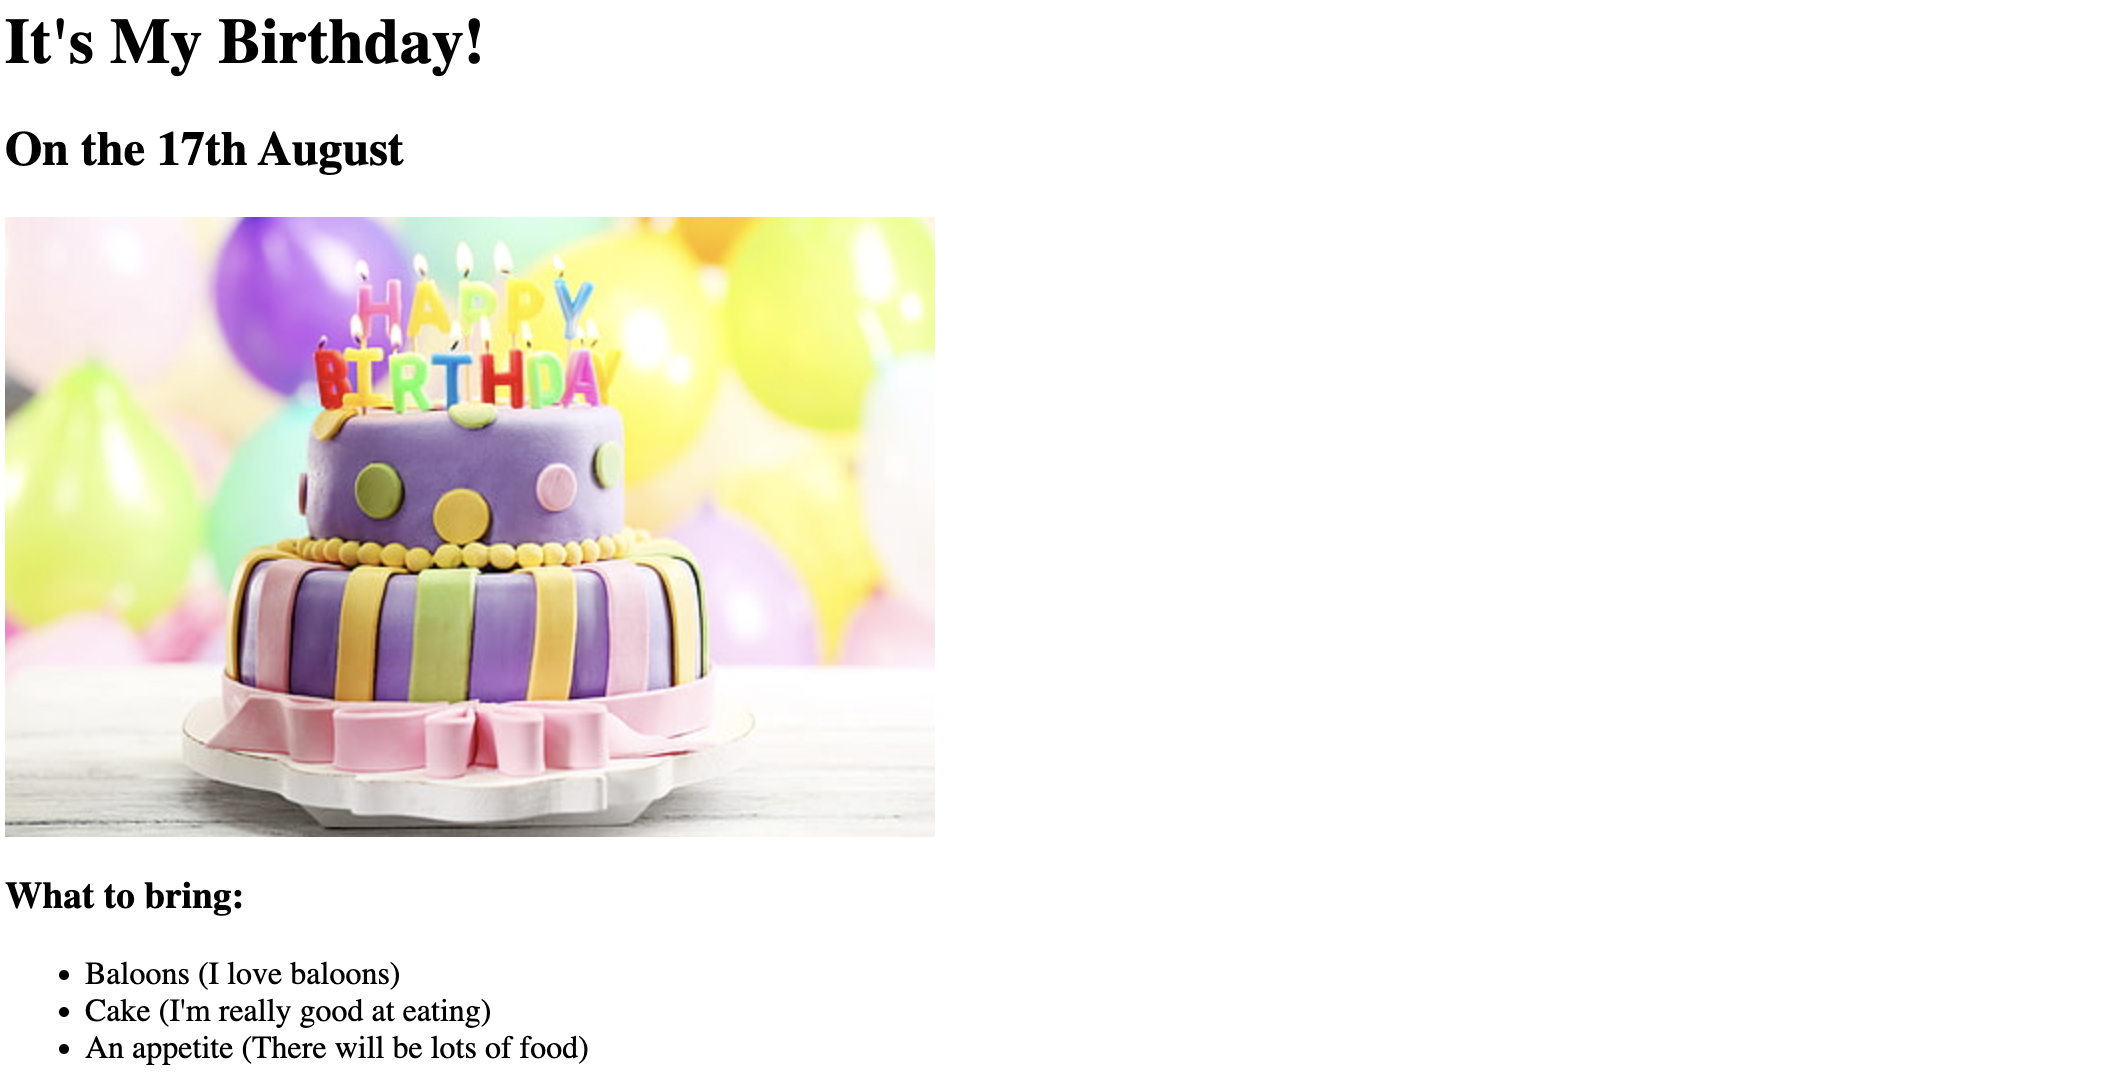 It's My Birthday!
On the 17th August
HAPPY
BIRTHDAY
What to bring:
Baloons (I love baloons)
Cake (I'm really good at eating)
An appetite (There will be lots of food)